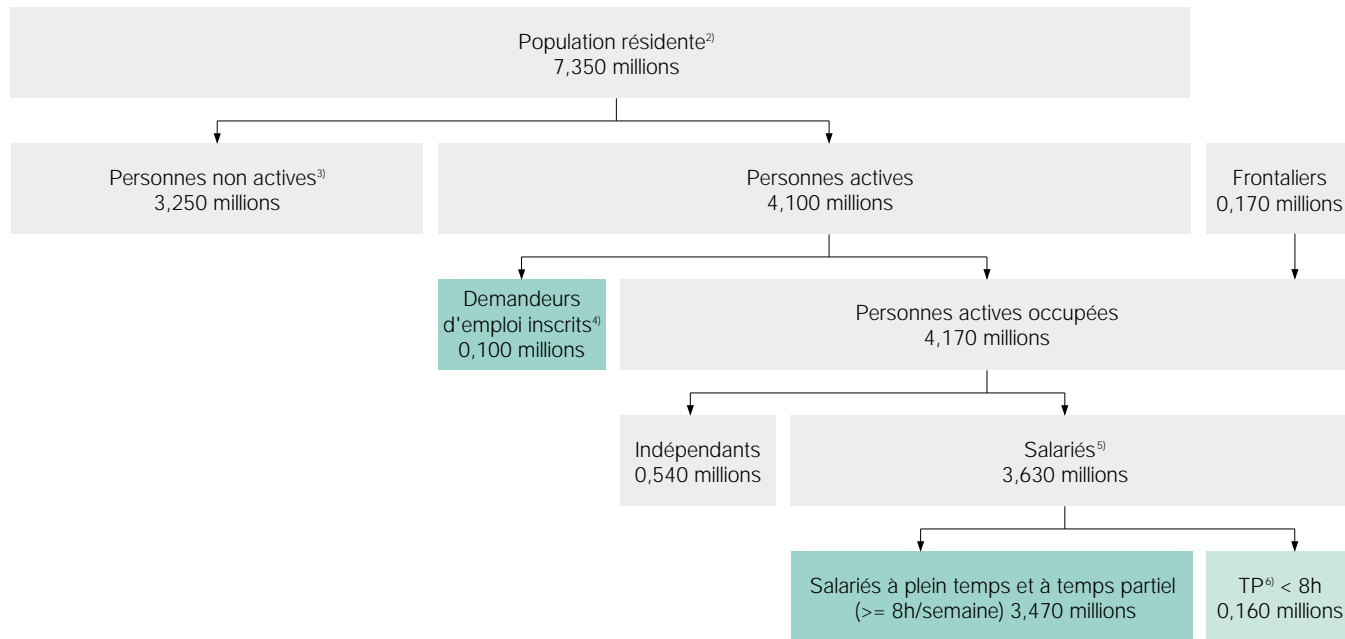 Population résidente2)
7,350 millions
Personnes non actives3)
3,250 millions
Personnes actives
4,100 millions
Frontaliers
0,170 millions
Demandeurs
d'emploi inscrits4)
0,100 millions
Personnes actives occupées
4,170 millions
Indépendants
0,540 millions
Salariés5)
3,630 millions
Salariés à plein temps et à temps partiel
(>= 8h/semaine) 3,470 millions
TP6) < 8h
0,160 millions